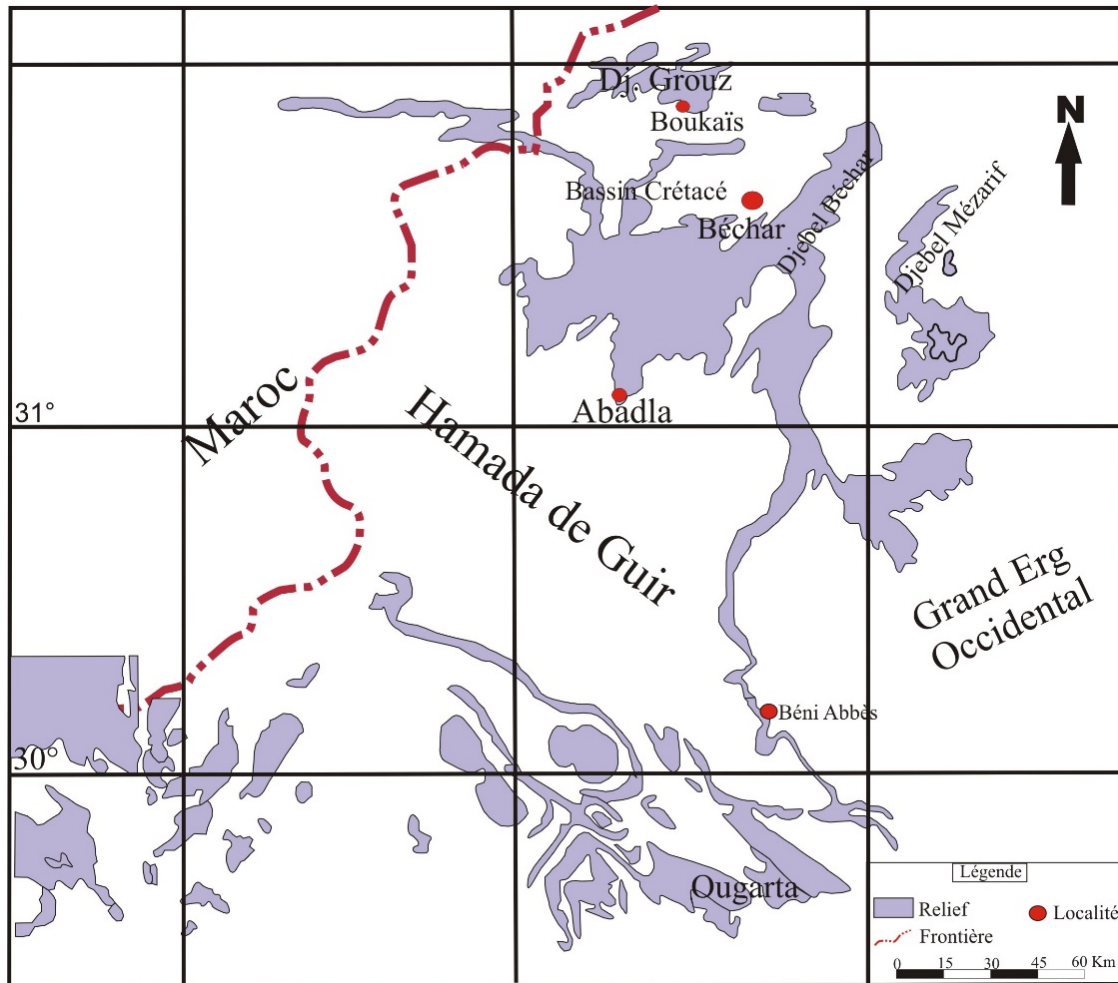 Dj. Grouz
Boukaïs
N
Bassin Crétacé
Béchar
Djebel Béchar
Djebel Mézarif
31°
Maroc
Abadla
Hamada de Guir
Grand Erg
Occidental
Béni Abbès
30°
Ougarta
Légende
Relief
Localité
Frontière
0 15 30 45 60 Km